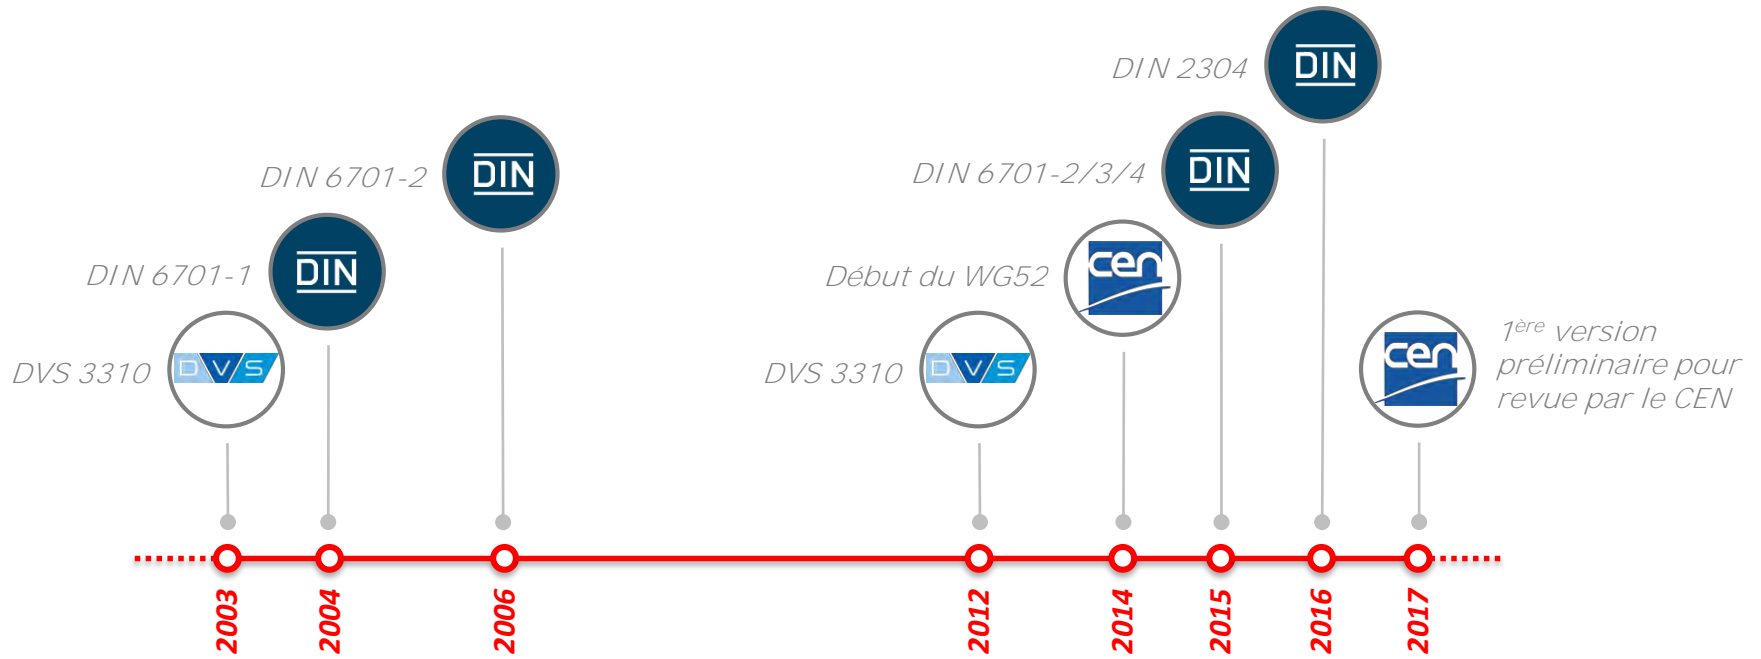 DIN 2304
DIN
DIN 6701-2
DIN
DIN 6701-2/3/4
DIN
DIN 6701-1
DIN
Début du WG52
cen
DVS 3310
DVS
DVS 3310
DVS
cen
1ère version
préliminaire pour
revue par le CEN
2003
2004
2006
2012
2014
2015
2016
2017